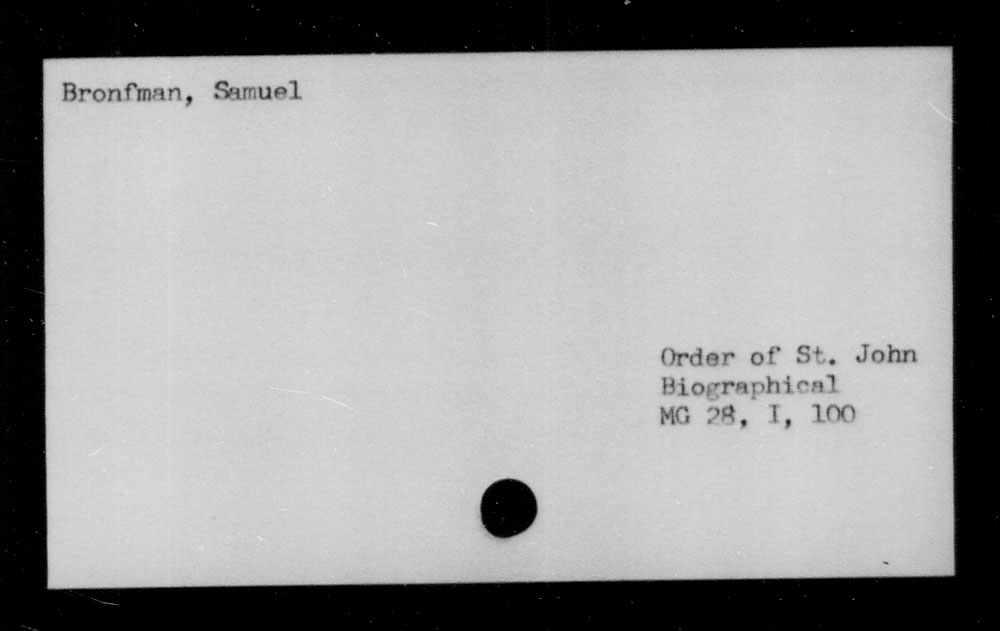 Bronfman, Samuel
Order of St. John
Biographical
MG 28, I, 100